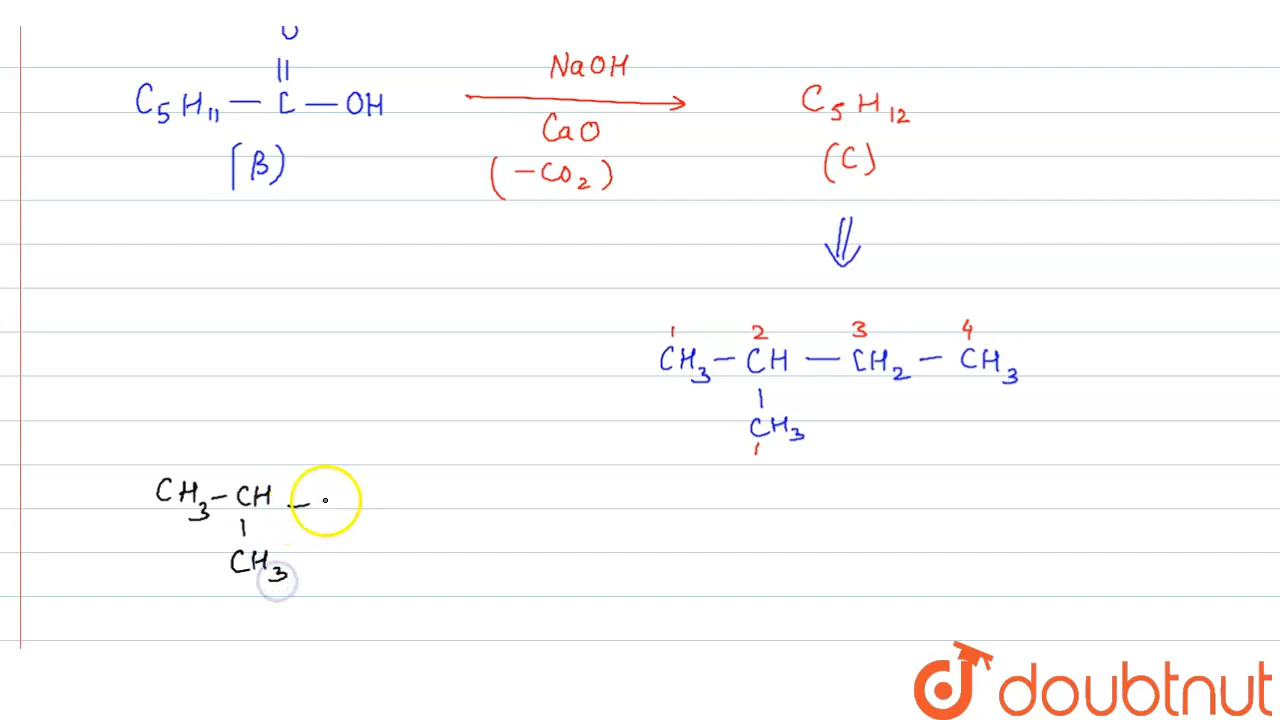 O
||
C5H11 — C — OH
NaOH
CaO
(-CO2)
C5H12
(B)
(C)
1 2 3 4
CH3 - CH — CH2 - CH3
|
CH3
1
CH3 - CH -
|
CH3
doubtnut